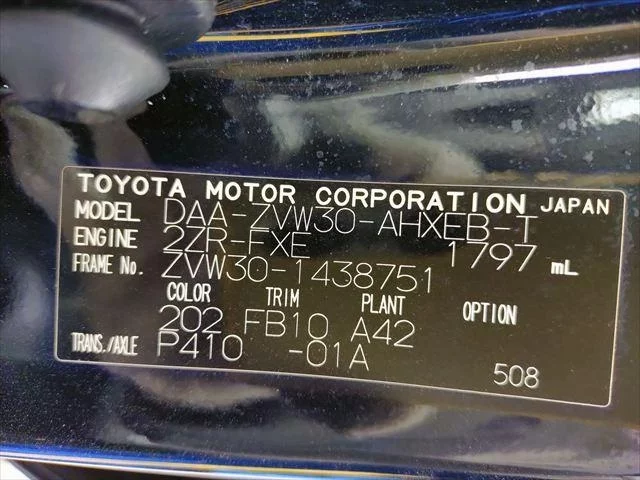 TOYOTA MOTOR CORPORATION JAPAN
MODEL DAA-ZVW30-AHXEB-T
ENGINE 2ZR-FXE 1797 mL
FRAME No. ZVW30-1438751
COLOR TRIM PLANT OPTION
202 FB10 A42
TRANS./AXLE P410 -01A
508